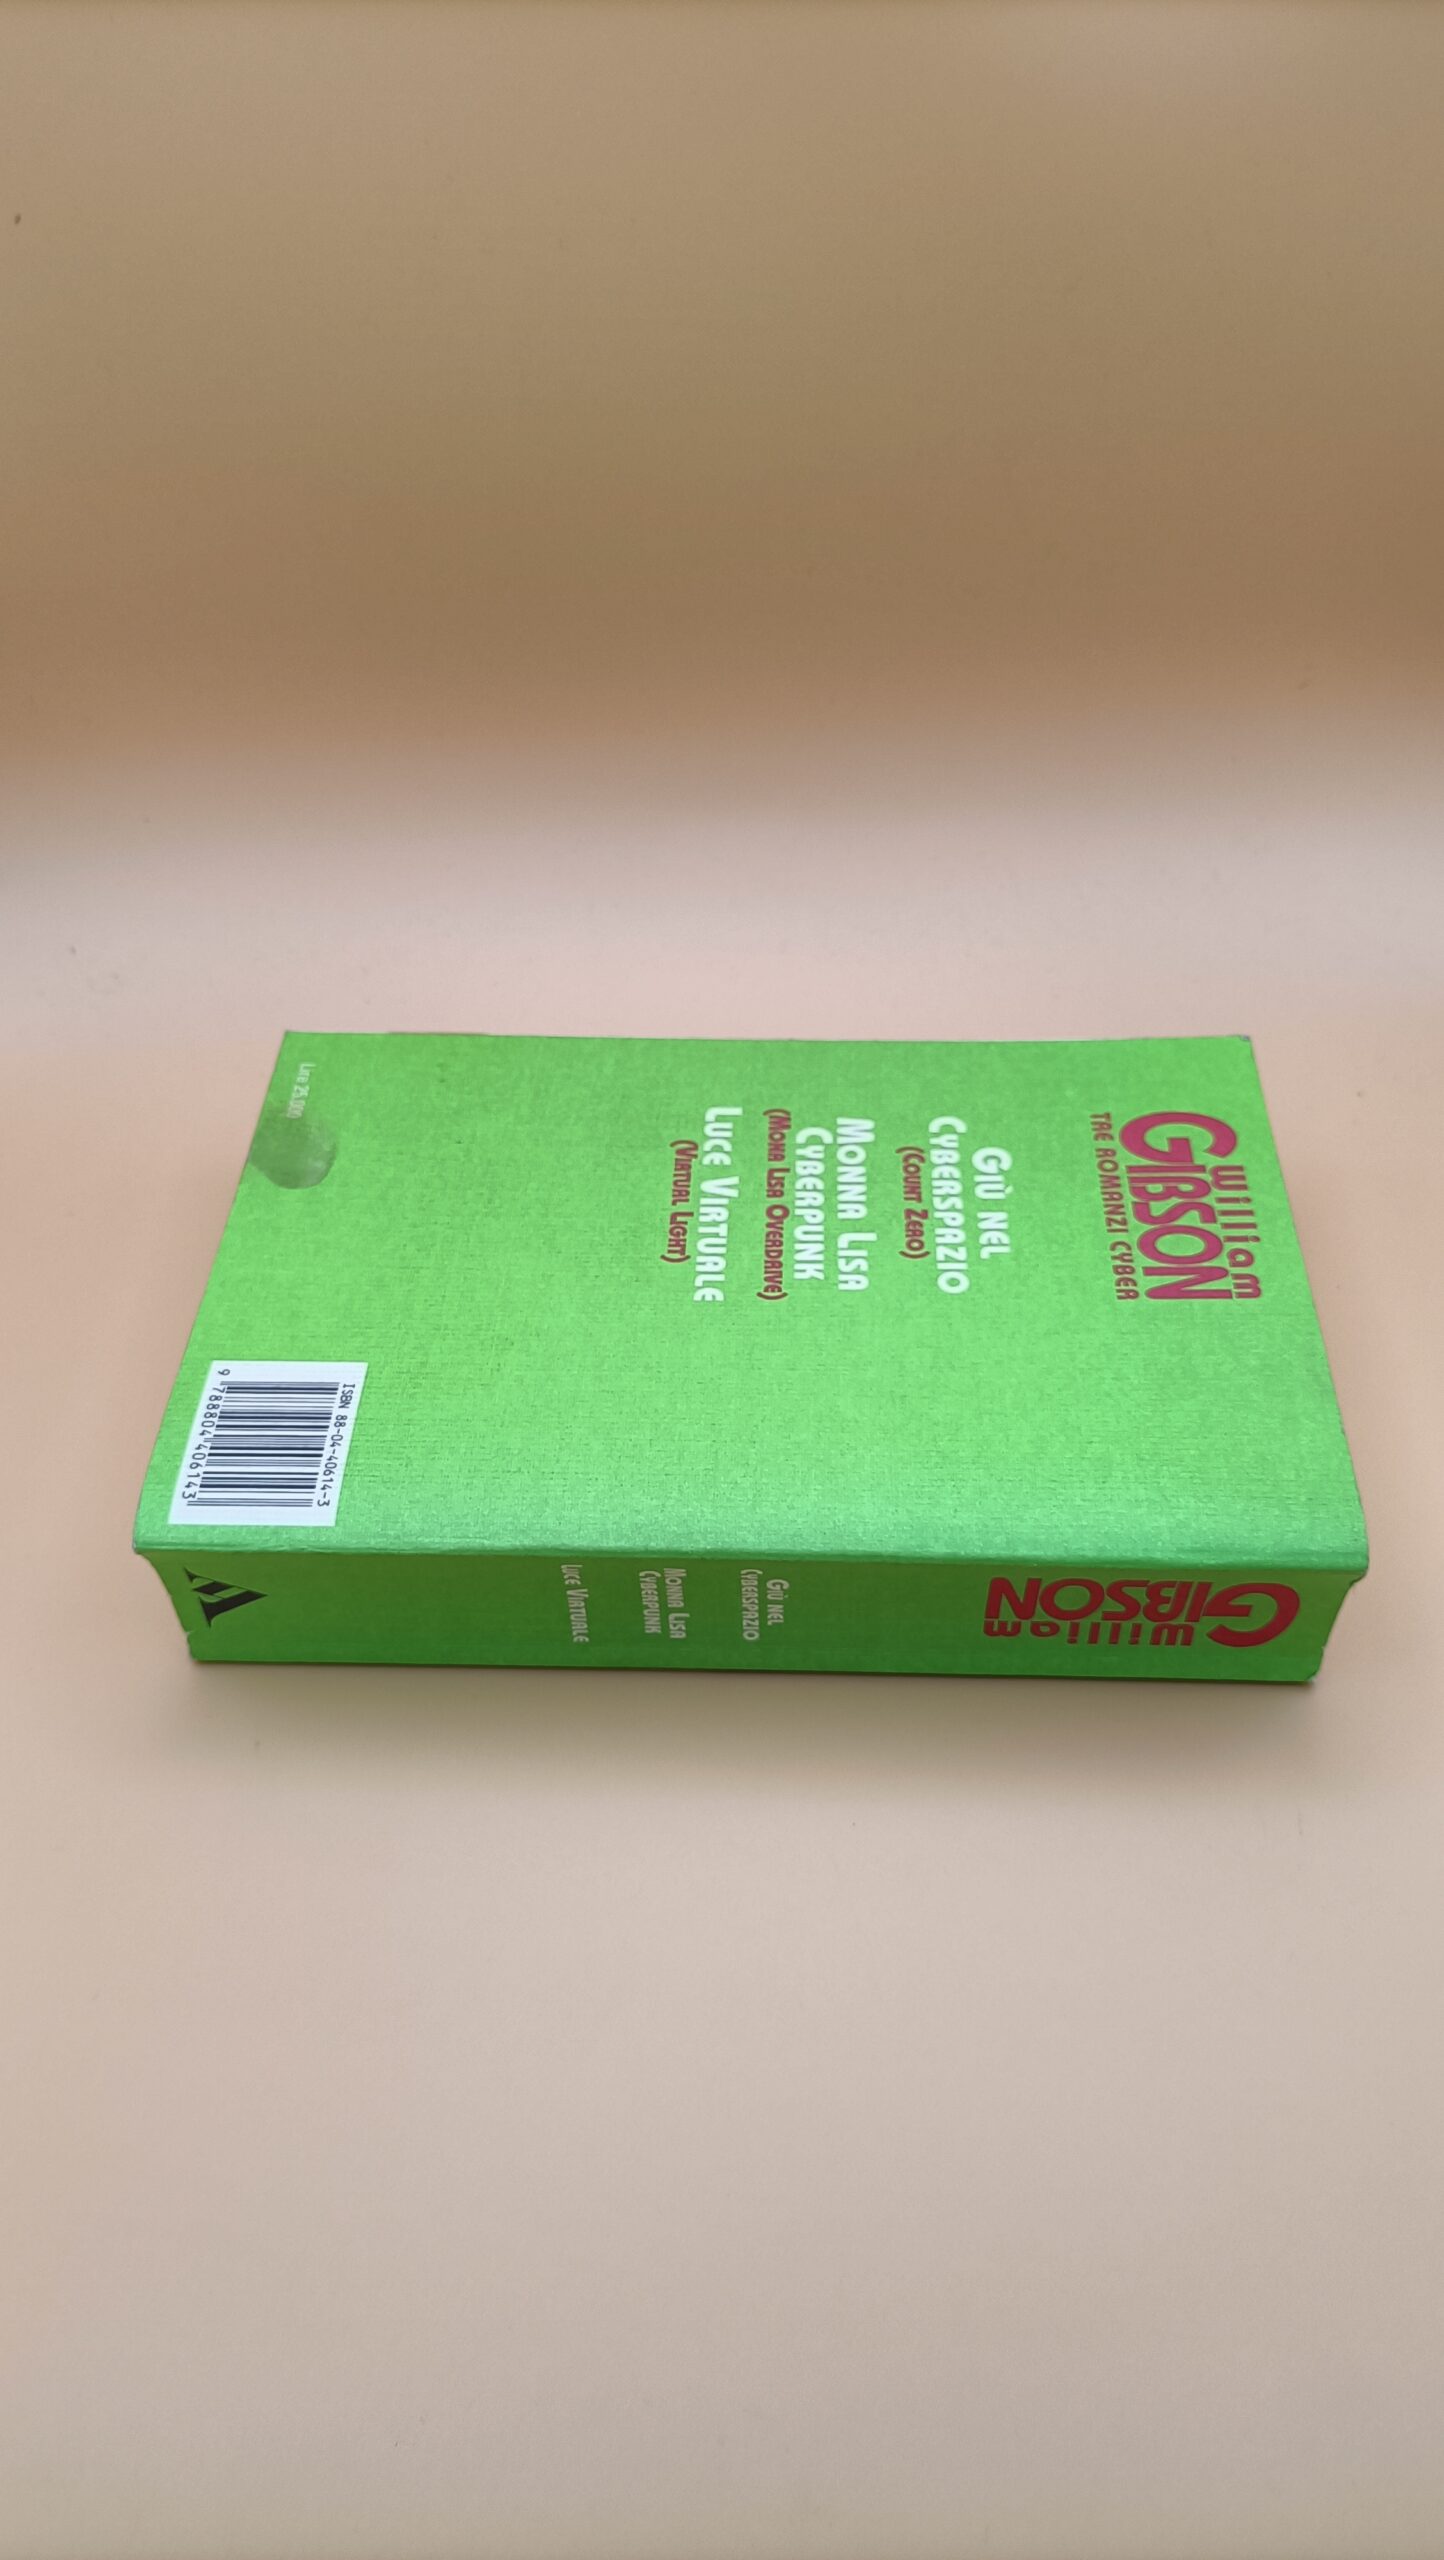 William
GIBSON
TRE ROMANZI CYBER
GIÙ NEL
CYBERSPAZIO
(COUNT ZERO)
MONNA LISA
CYBERPUNK
(MONA LISA OVERDRIVE)
LUCE VIRTUALE
(VIRTUAL LIGHT)
Lire 25.000
ISBN 88-04-40614-3
9 788804 406143
William
GIBSON
GIÙ NEL
CYBERSPAZIO
MONNA LISA
CYBERPUNK
LUCE VIRTUALE